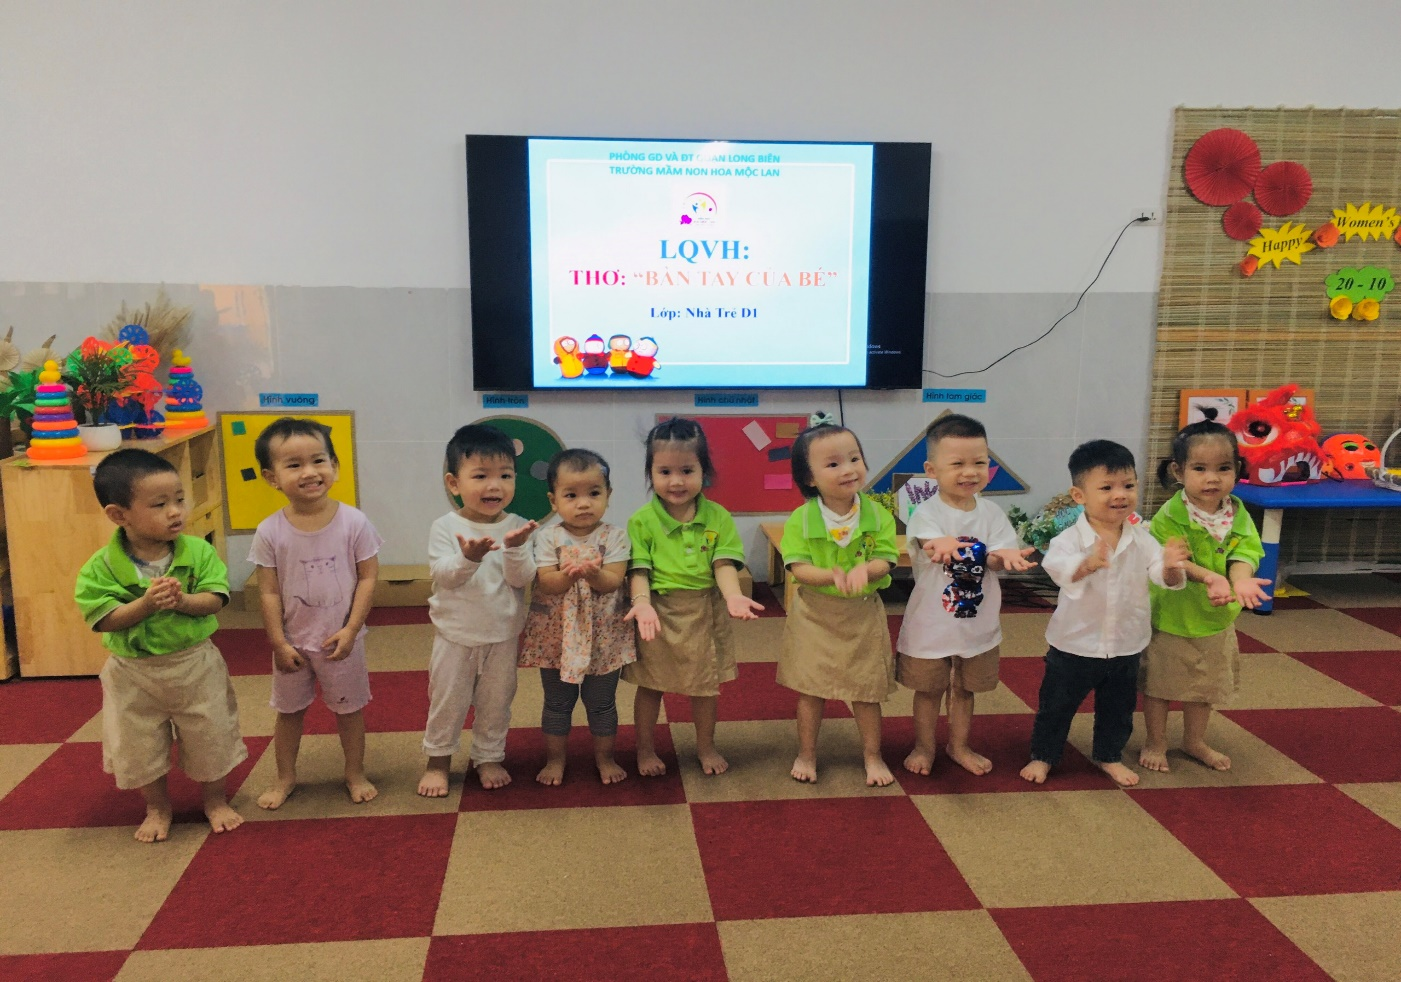 PHÒNG GD VÀ ĐT QUẬN LONG BIÊN
TRƯỜNG MẦM NON HOA MỘC LAN
LQVH:
THƠ: “BÀN TAY CỦA BÉ”
Lớp: Nhà Trẻ D1
Hình vuông
Hình tròn
Hình chữ nhật
Hình tam giác
Happy
Women's
20 - 10